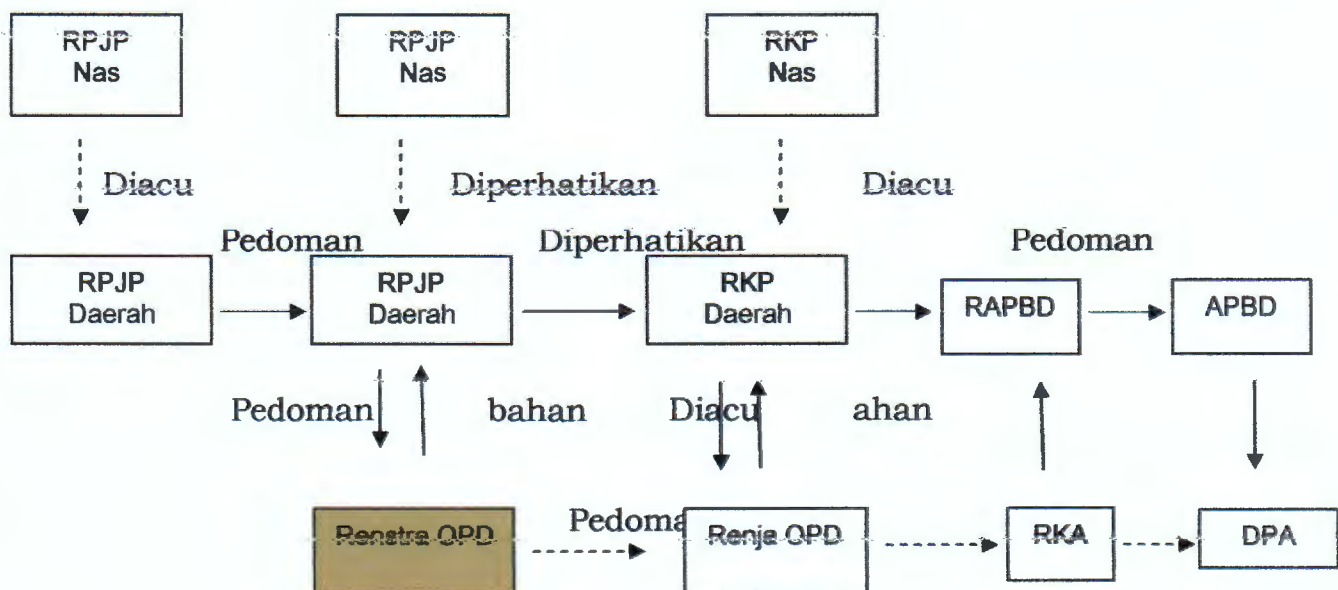 RPJP
Nas
RPJP
Nas
RKP
Nas
Diacu
Diperhatikan
Diacu
Pedoman
Diperhatikan
Pedoman
RPJP
Daerah
RPJP
Daerah
RKP
Daerah
RAPBD
APBD
Pedoman
bahan
Diacu
ahan
Renstra OPD
Pedoma
Renja OPD
RKA
DPA